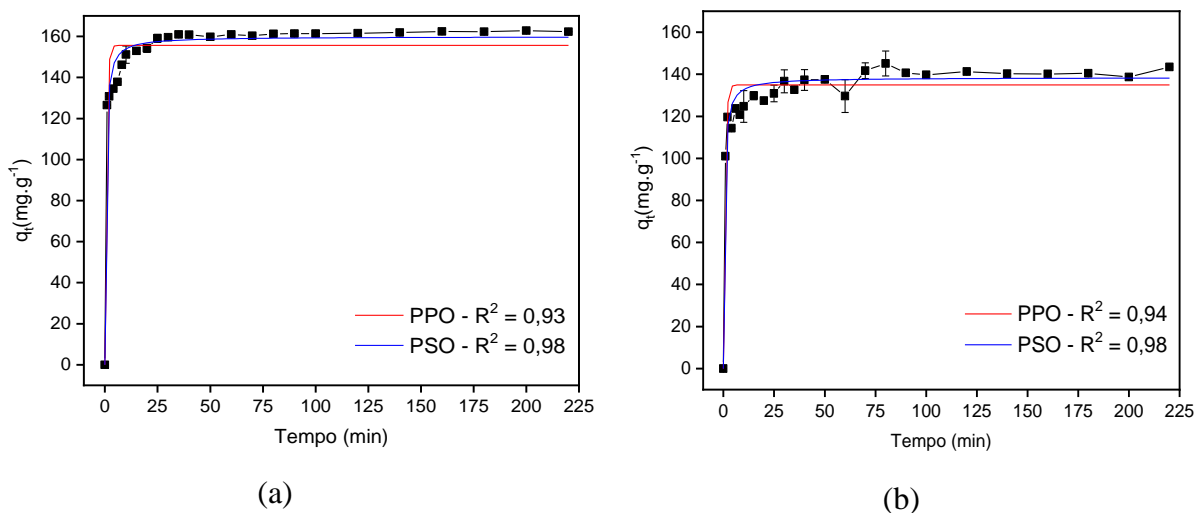 160
140
120
100
80
60
40
20
0
q_t(mg.g^-1)
PPO - R² = 0,93
PSO - R² = 0,98
0 25 50 75 100 125 150 175 200 225
Tempo (min)
(a)
160
140
120
100
80
60
40
20
0
q_t(mg.g^-1)
PPO - R² = 0,94
PSO - R² = 0,98
0 25 50 75 100 125 150 175 200 225
Tempo (min)
(b)